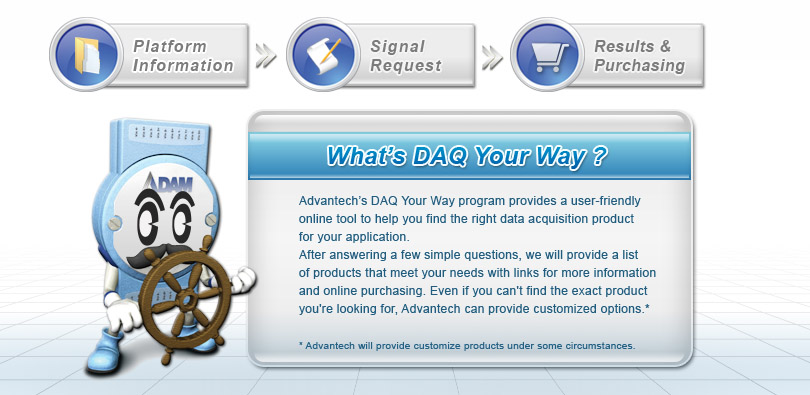 Platform
Information
Signal
Request
Results &
Purchasing
ADAM
What's DAQ Your Way ?
Advantech's DAQ Your Way program provides a user-friendly
online tool to help you find the right data acquisition product
for your application.
After answering a few simple questions, we will provide a list
of products that meet your needs with links for more information
and online purchasing. Even if you can't find the exact product
you're looking for, Advantech can provide customized options.*
* Advantech will provide customize products under some circumstances.